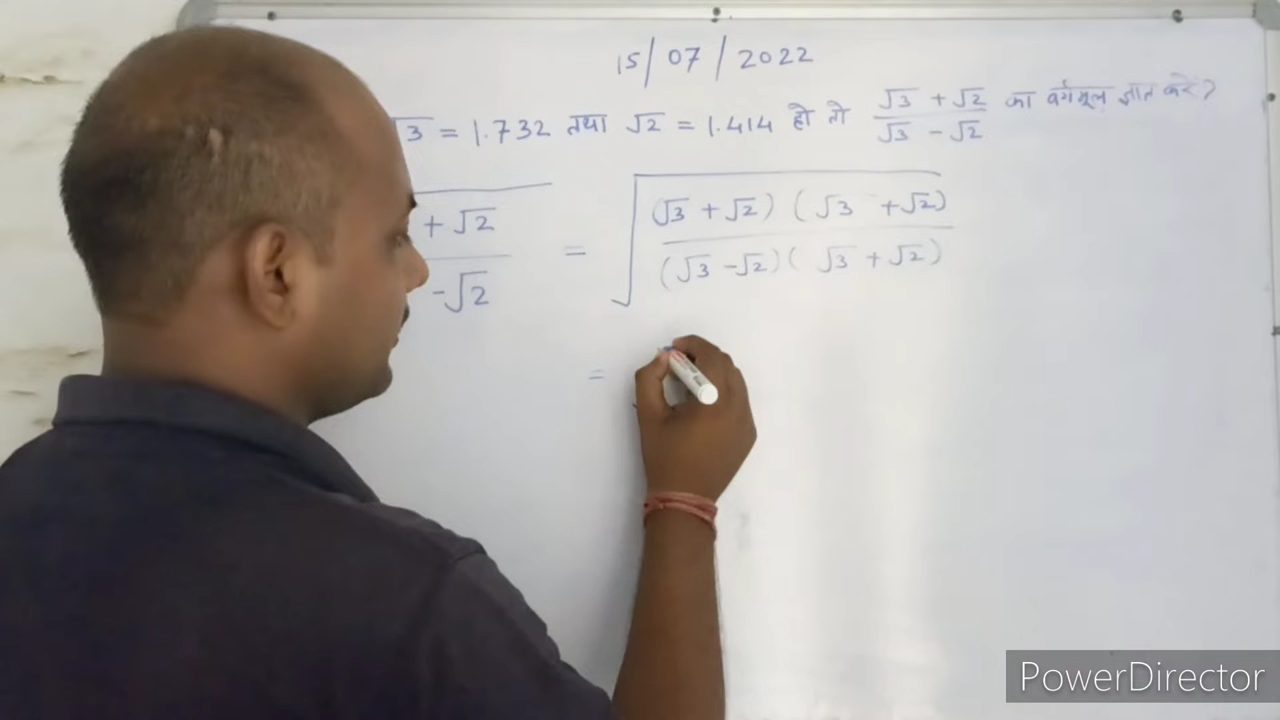 15/07/2022
√3 = 1.732 तथा √2 = 1.414 हो तो (√3 + √2)/(√3 - √2) का वर्गमूल ज्ञात करें?
+ √2 = √ (√3 + √2) (√3 + √2)
- √2 (√3 - √2) (√3 + √2)
=
PowerDirector